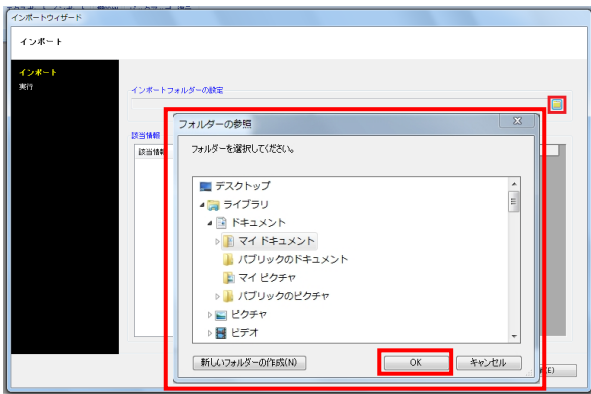 インポートウィザード
インポート
インポート
実行
インポートフォルダーの設定
該当情報
該当情報
フォルダーの参照
フォルダーを選択してください。
デスクトップ
ライブラリ
ドキュメント
マイ ドキュメント
パブリックのドキュメント
マイ ピクチャ
パブリックのピクチャ
ピクチャ
ビデオ
新しいフォルダーの作成(N)
OK
キャンセル
(E)